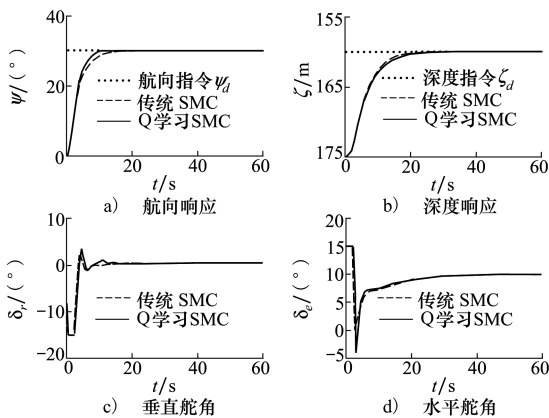 40
20
0
ψ/(°)
航向指令ψd
传统 SMC
Q学习SMC
0 20 40 60
t/s
a) 航向响应
155
165
175
ζ/m
深度指令ζd
传统 SMC
Q学习SMC
0 20 40 60
t/s
b) 深度响应
10
0
−10
−20
δr/(°)
传统 SMC
Q学习SMC
0 20 40 60
t/s
c) 垂直舵角
20
15
10
5
0
−5
δe/(°)
传统 SMC
Q学习SMC
0 20 40 60
t/s
d) 水平舵角